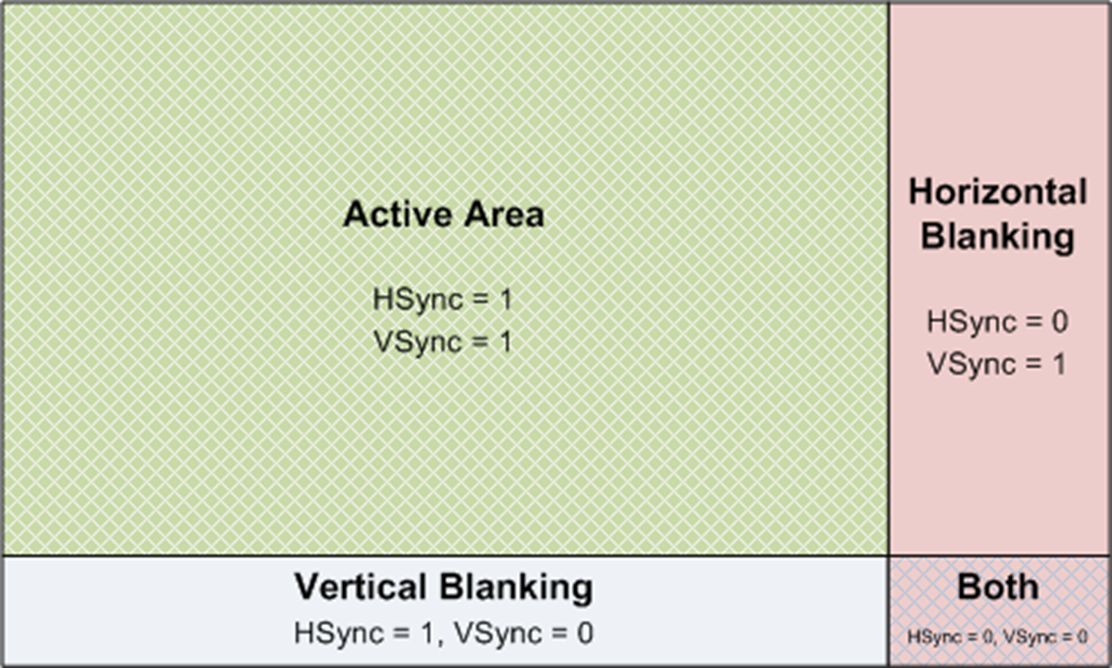 Active Area
HSync = 1
VSync = 1
Horizontal
Blanking
HSync = 0
VSync = 1
Vertical Blanking
HSync = 1, VSync = 0
Both
HSync = 0, VSync = 0